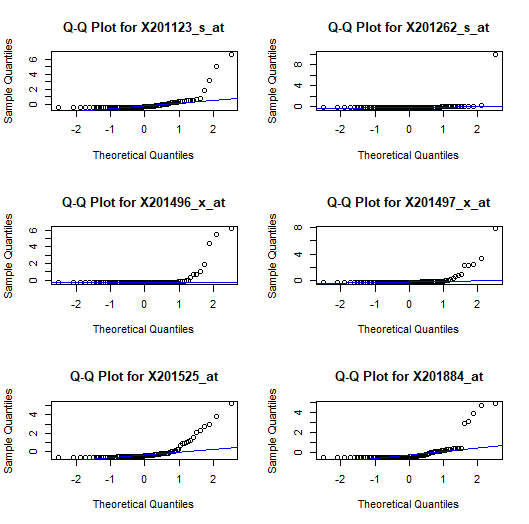 Q-Q Plot for X201123_s_at
Sample Quantiles
0 2 4 6
-2 -1 0 1 2
Theoretical Quantiles
Q-Q Plot for X201262_s_at
Sample Quantiles
0 4 8
-2 -1 0 1 2
Theoretical Quantiles
Q-Q Plot for X201496_x_at
Sample Quantiles
0 2 4 6
-2 -1 0 1 2
Theoretical Quantiles
Q-Q Plot for X201497_x_at
Sample Quantiles
0 4 8
-2 -1 0 1 2
Theoretical Quantiles
Q-Q Plot for X201525_at
Sample Quantiles
0 2 4
-2 -1 0 1 2
Theoretical Quantiles
Q-Q Plot for X201884_at
Sample Quantiles
0 2 4
-2 -1 0 1 2
Theoretical Quantiles